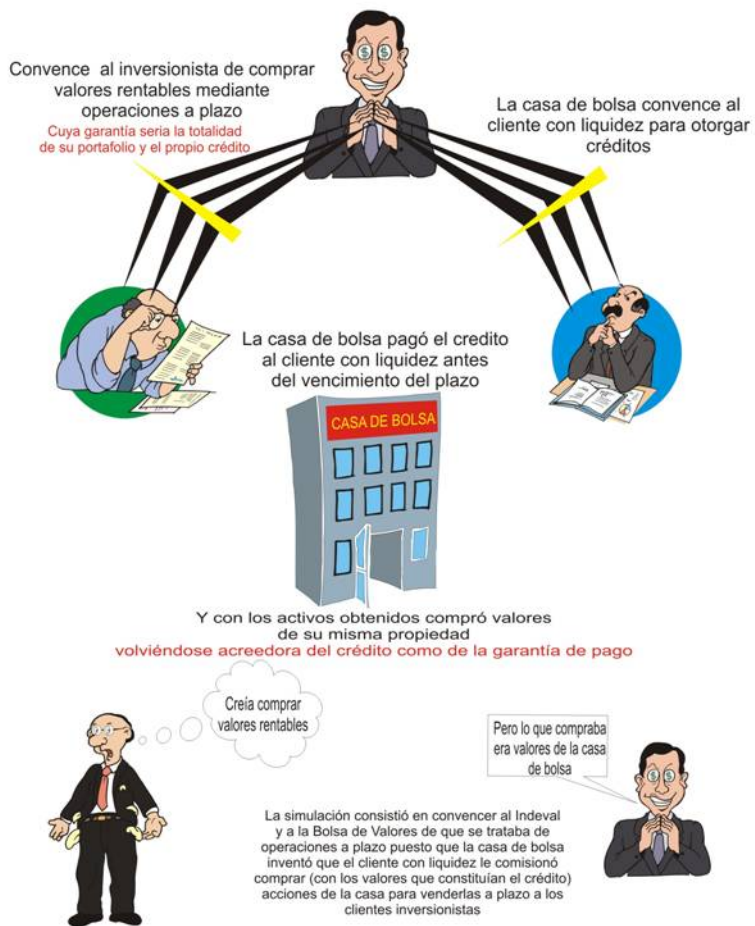 Convence al inversionista de comprar
valores rentables mediante
operaciones a plazo
Cuya garantía seria la totalidad
de su portafolio y el propio crédito
La casa de bolsa convence al
cliente con liquidez para otorgar
créditos
La casa de bolsa pagó el credito
al cliente con liquidez antes
del vencimiento del plazo
CASA DE BOLSA
Y con los activos obtenidos compró valores
de su misma propiedad
volviéndose acreedora del crédito como de la garantía de pago
Creía comprar
valores rentables
Pero lo que compraba
era valores de la casa
de bolsa
La simulación consistió en convencer al Indeval
y a la Bolsa de Valores de que se trataba de
operaciones a plazo puesto que la casa de bolsa
inventó que el cliente con liquidez le comisionó
comprar (con los valores que constituían el crédito)
acciones de la casa para venderlas a plazo a los
clientes inversionistas